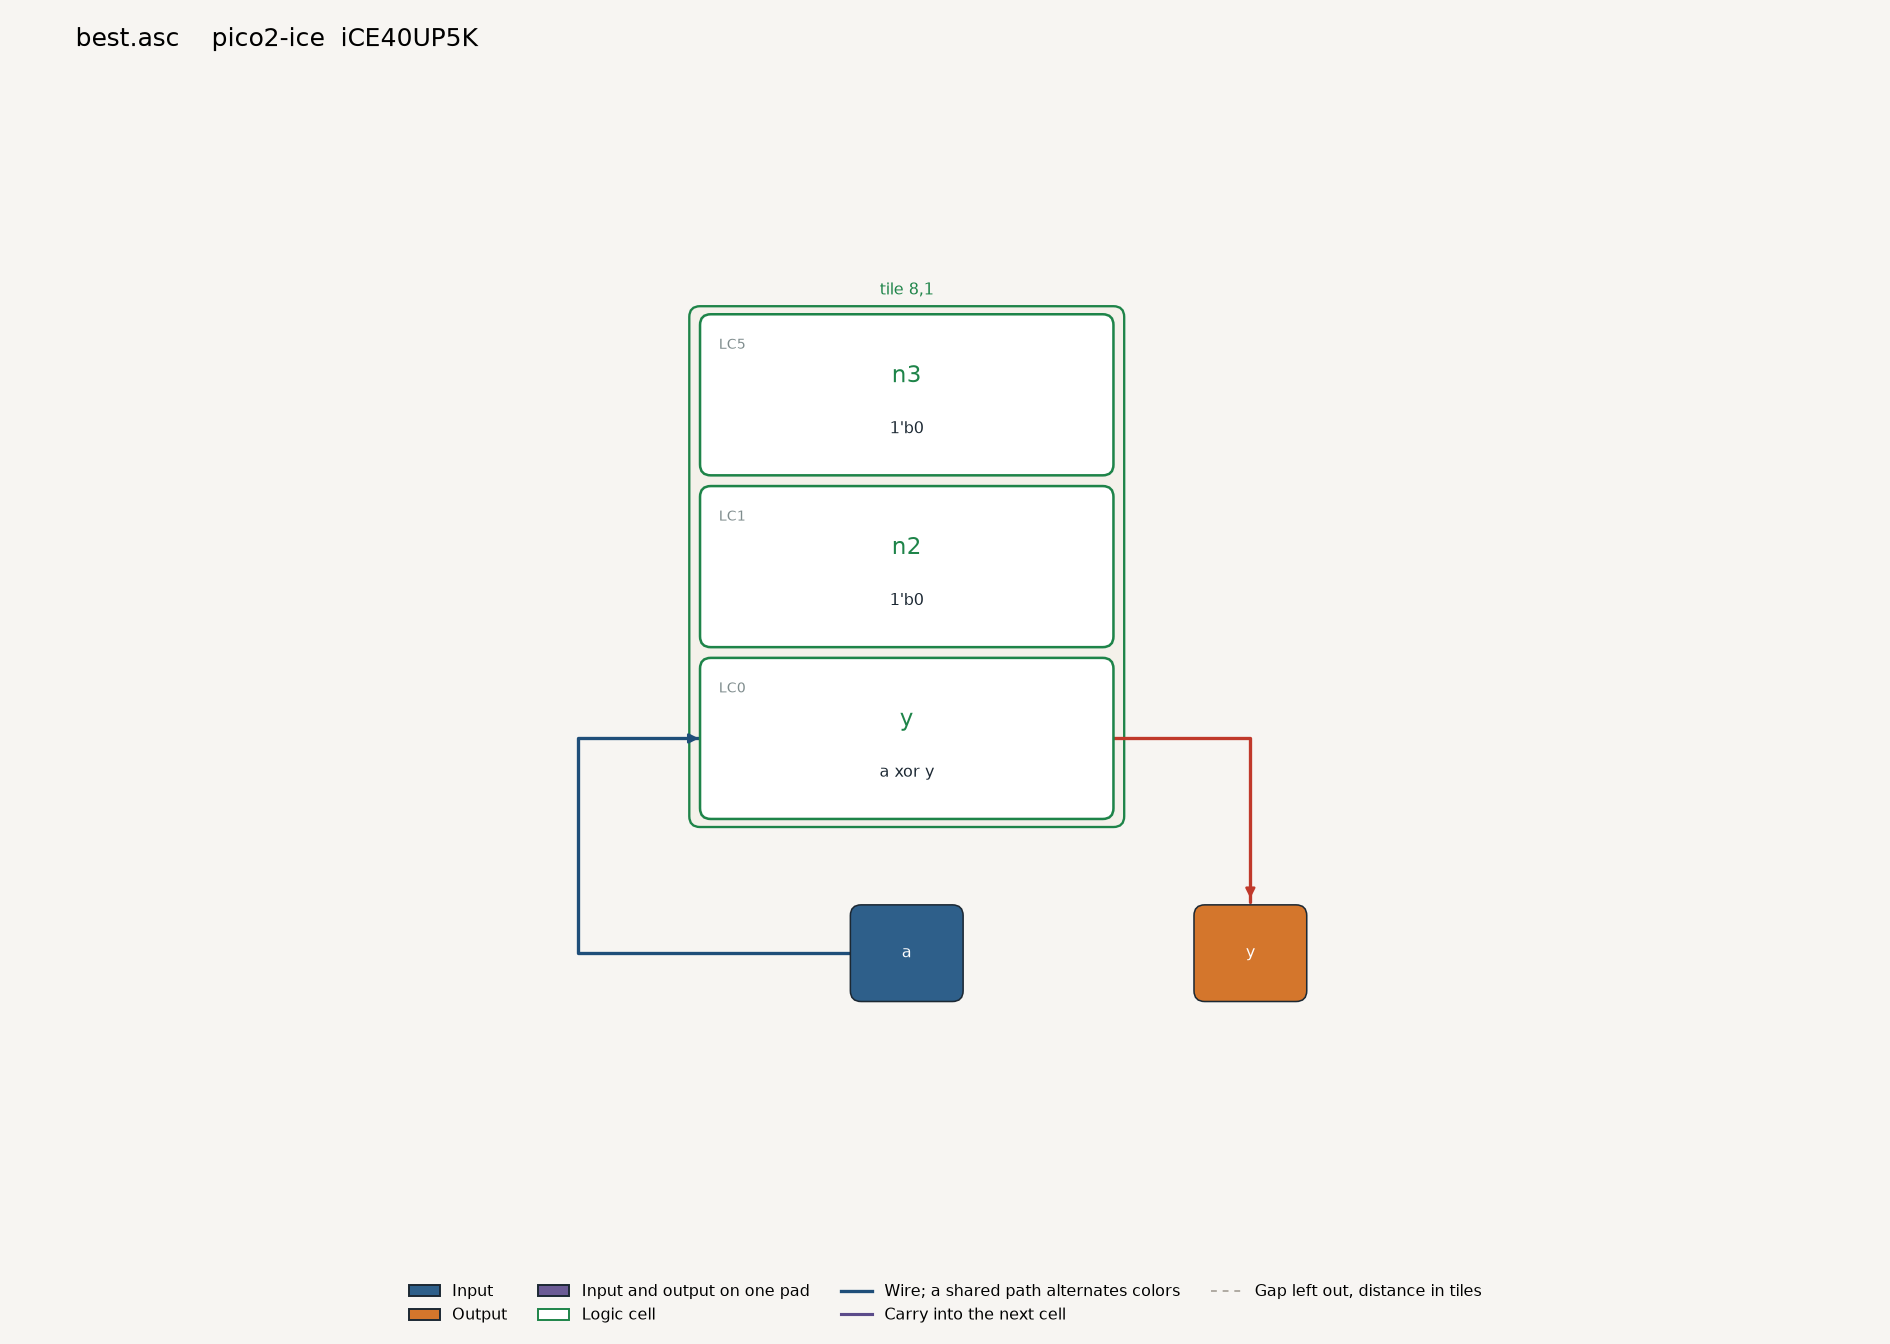 best.asc    pico2-ice  iCE40UP5K
tile 8,1
LC5
n3
1'b0
LC1
n2
1'b0
LC0
y
a xor y
a
y
Input
Output
Input and output on one pad
Logic cell
Wire; a shared path alternates colors
Carry into the next cell
Gap left out, distance in tiles